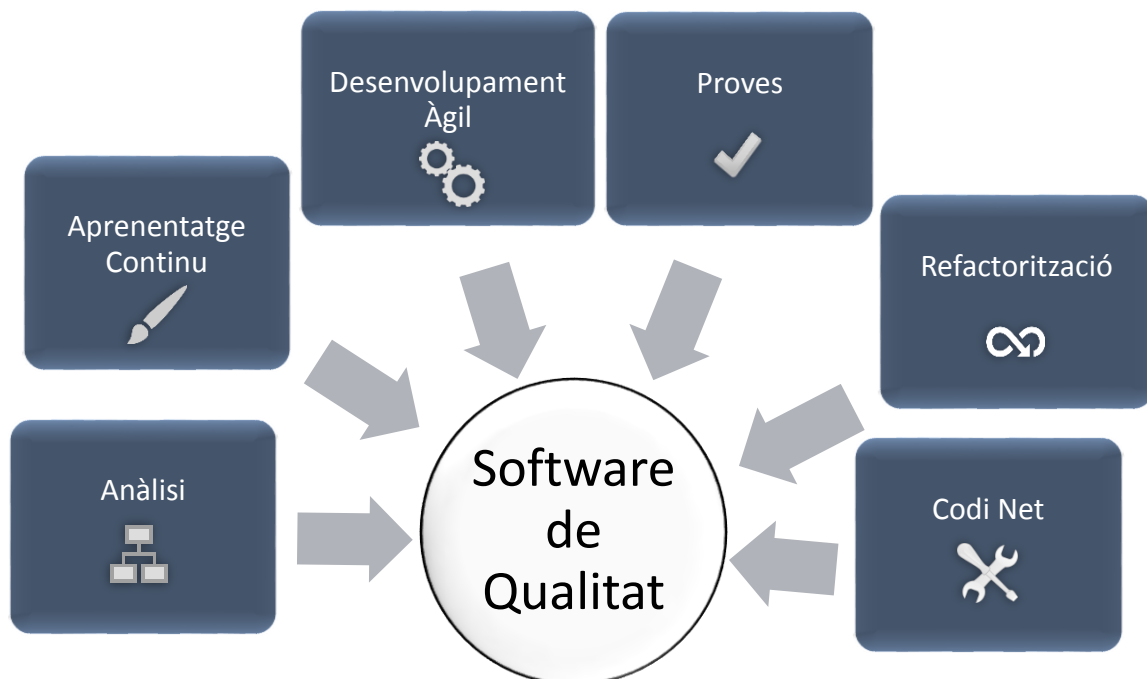 Desenvolupament
Àgil
Proves
Aprenentatge
Continu
Refactorització
Anàlisi
Codi Net
Software
de
Qualitat